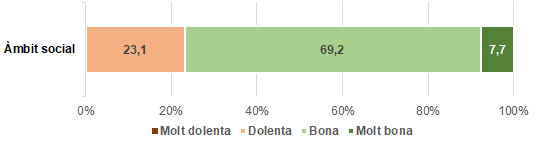 Àmbit social 23,1 69,2 7,7
0% 20% 40% 60% 80% 100%
Molt dolenta Dolenta Bona Molt bona